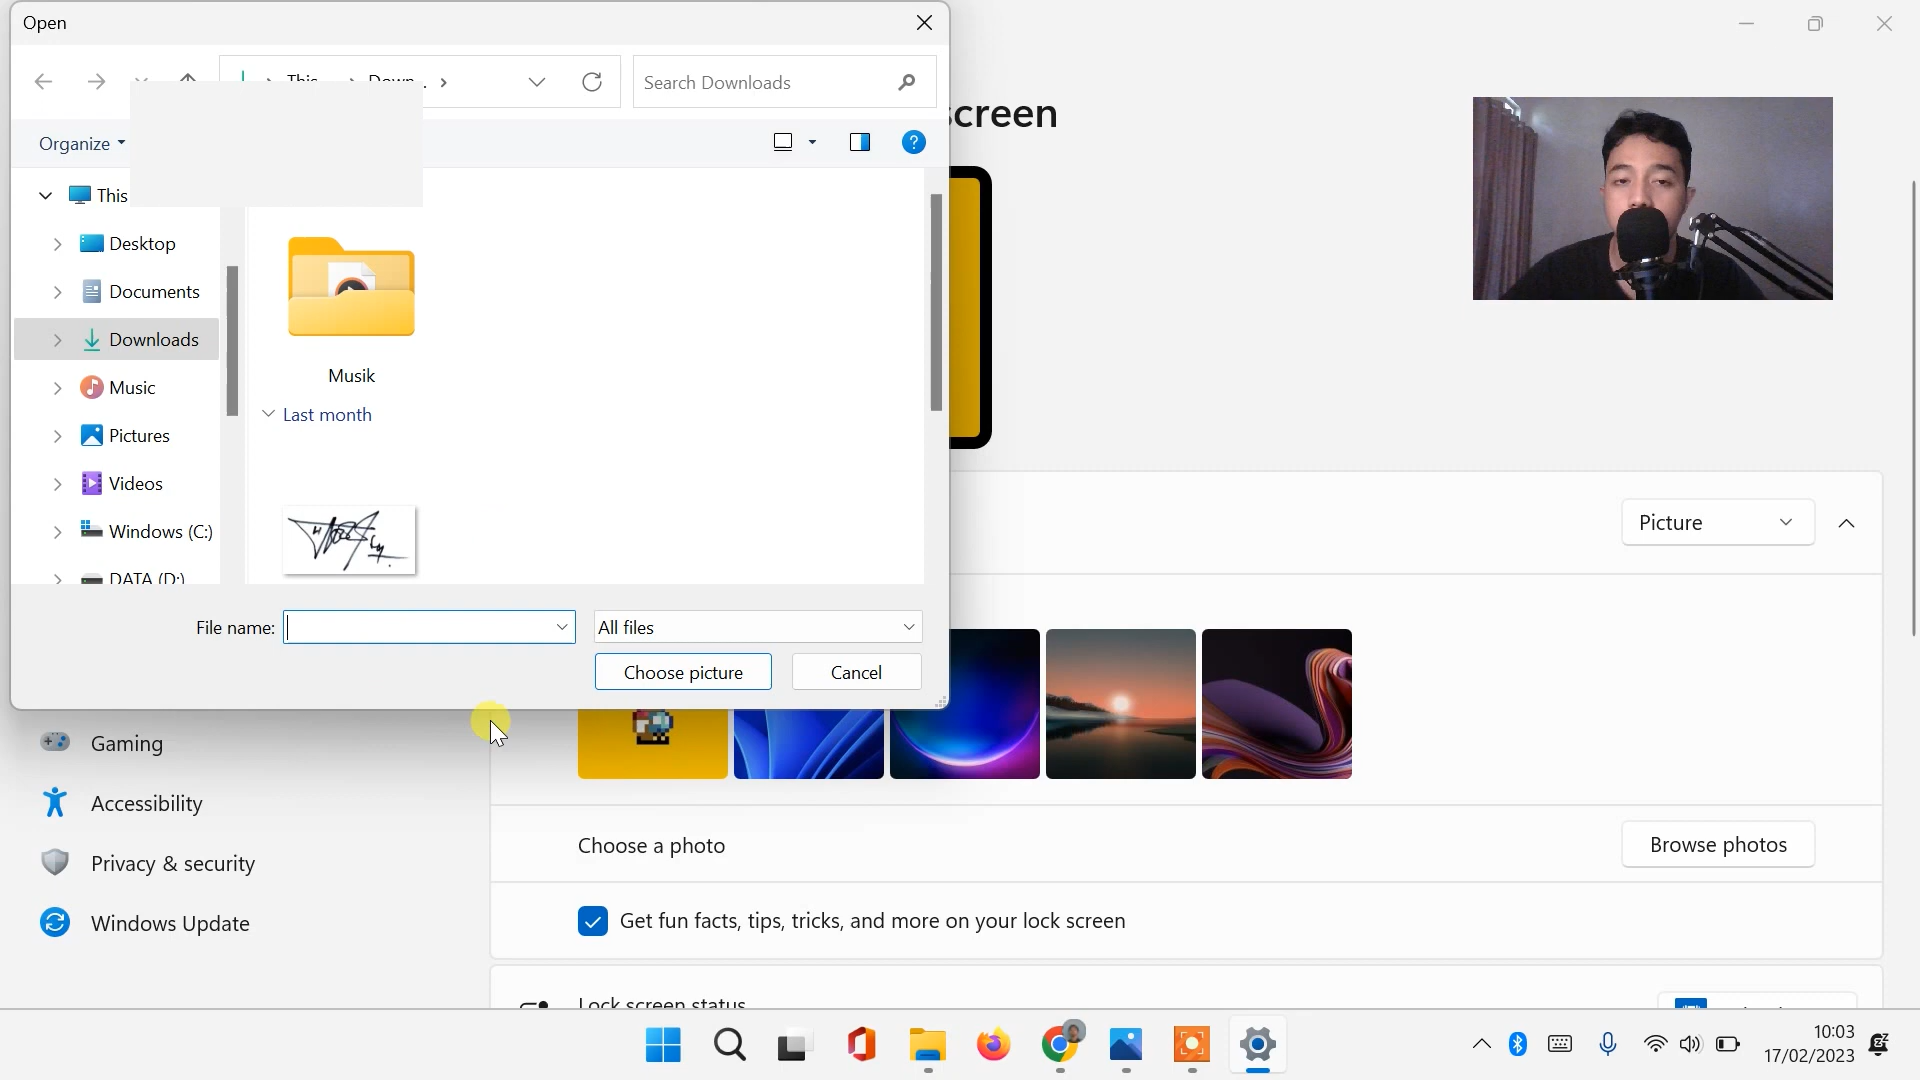 Open
Search Downloads
screen
Organize
This
Desktop
Documents
Downloads
Music
Pictures
Videos
Windows (C:)
DATA (D:)
Musik
Last month
File name:
All files
Choose picture
Cancel
Picture
Gaming
Accessibility
Privacy & security
Windows Update
Choose a photo
Browse photos
Get fun facts, tips, tricks, and more on your lock screen
Lock screen status
10:03
17/02/2023